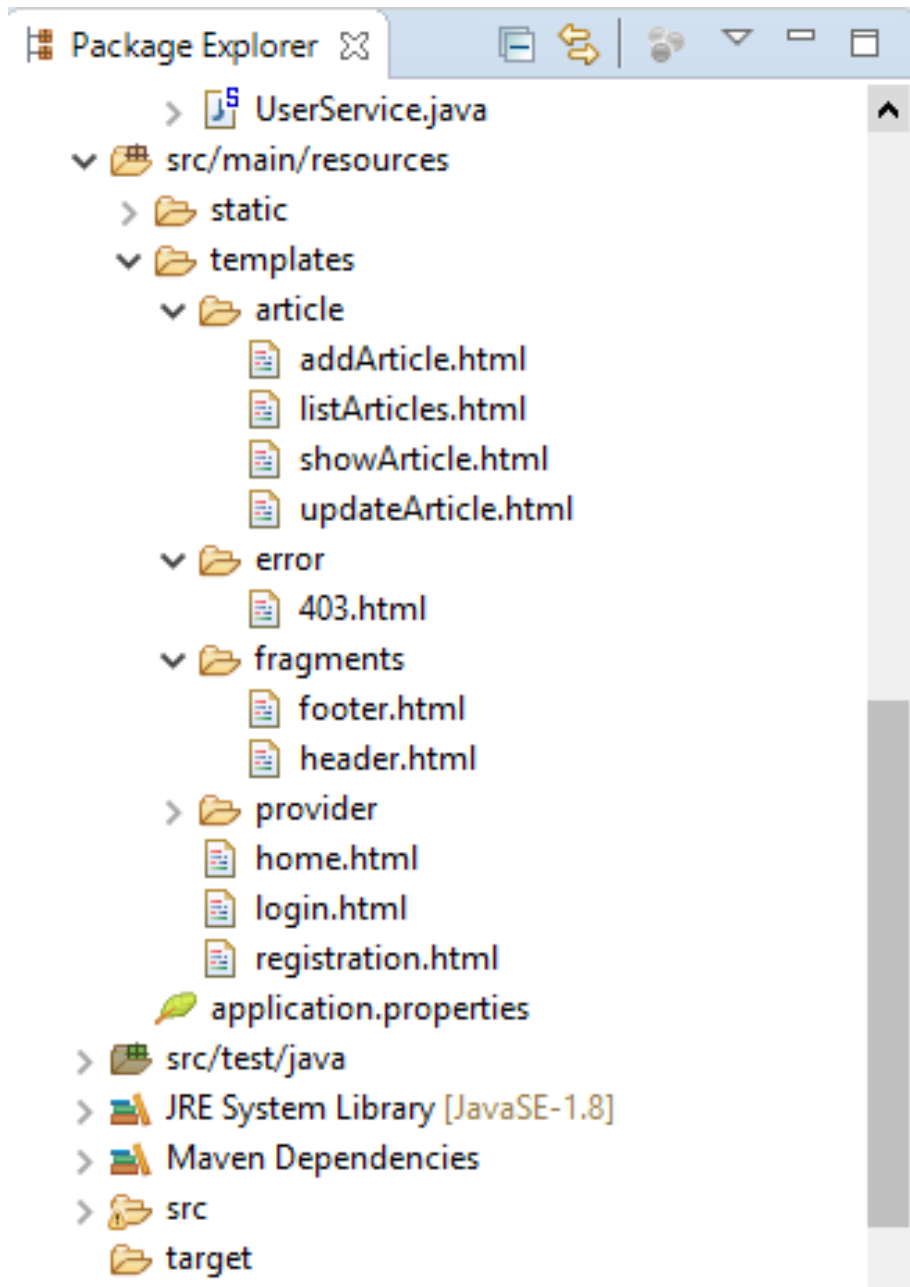 Package Explorer
UserService.java
src/main/resources
static
templates
article
addArticle.html
listArticles.html
showArticle.html
updateArticle.html
error
403.html
fragments
footer.html
header.html
provider
home.html
login.html
registration.html
application.properties
src/test/java
JRE System Library [JavaSE-1.8]
Maven Dependencies
src
target